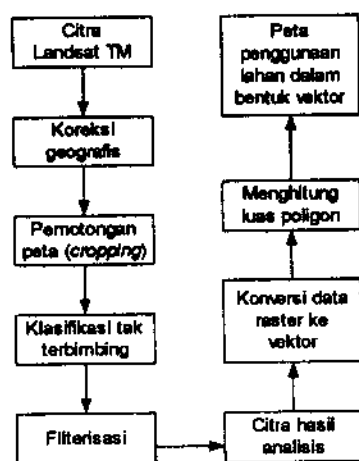 Citra
Landsat TM
Koreksi
geografis
Pemotongan
peta (cropping)
Klasifikasi tak
terbimbing
Filterisasi
Citra hasil
analisis
Konversi data
raster ke
vektor
Menghitung
luas poligon
Peta
penggunaan
lahan dalam
bentuk vektor